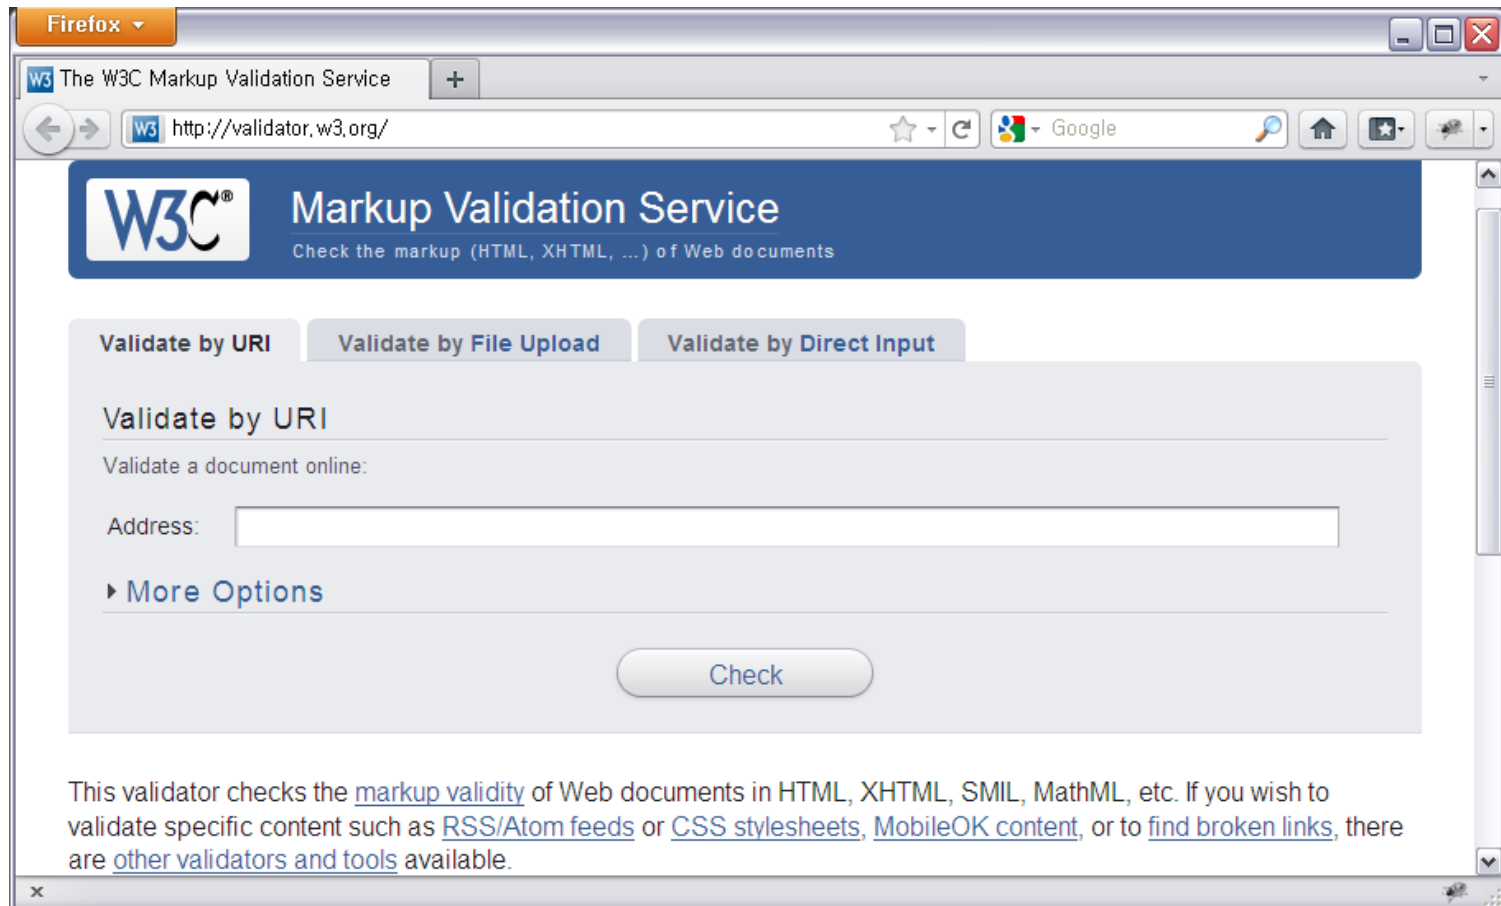 Firefox
W3 The W3C Markup Validation Service
W3 http://validator.w3.org/ Google
W3C® Markup Validation Service
Check the markup (HTML, XHTML, ...) of Web documents
Validate by URI Validate by File Upload Validate by Direct Input
Validate by URI
Validate a document online:
Address:
More Options
Check
This validator checks the markup validity of Web documents in HTML, XHTML, SMIL, MathML, etc. If you wish to
validate specific content such as RSS/Atom feeds or CSS stylesheets, MobileOK content, or to find broken links, there
are other validators and tools available.